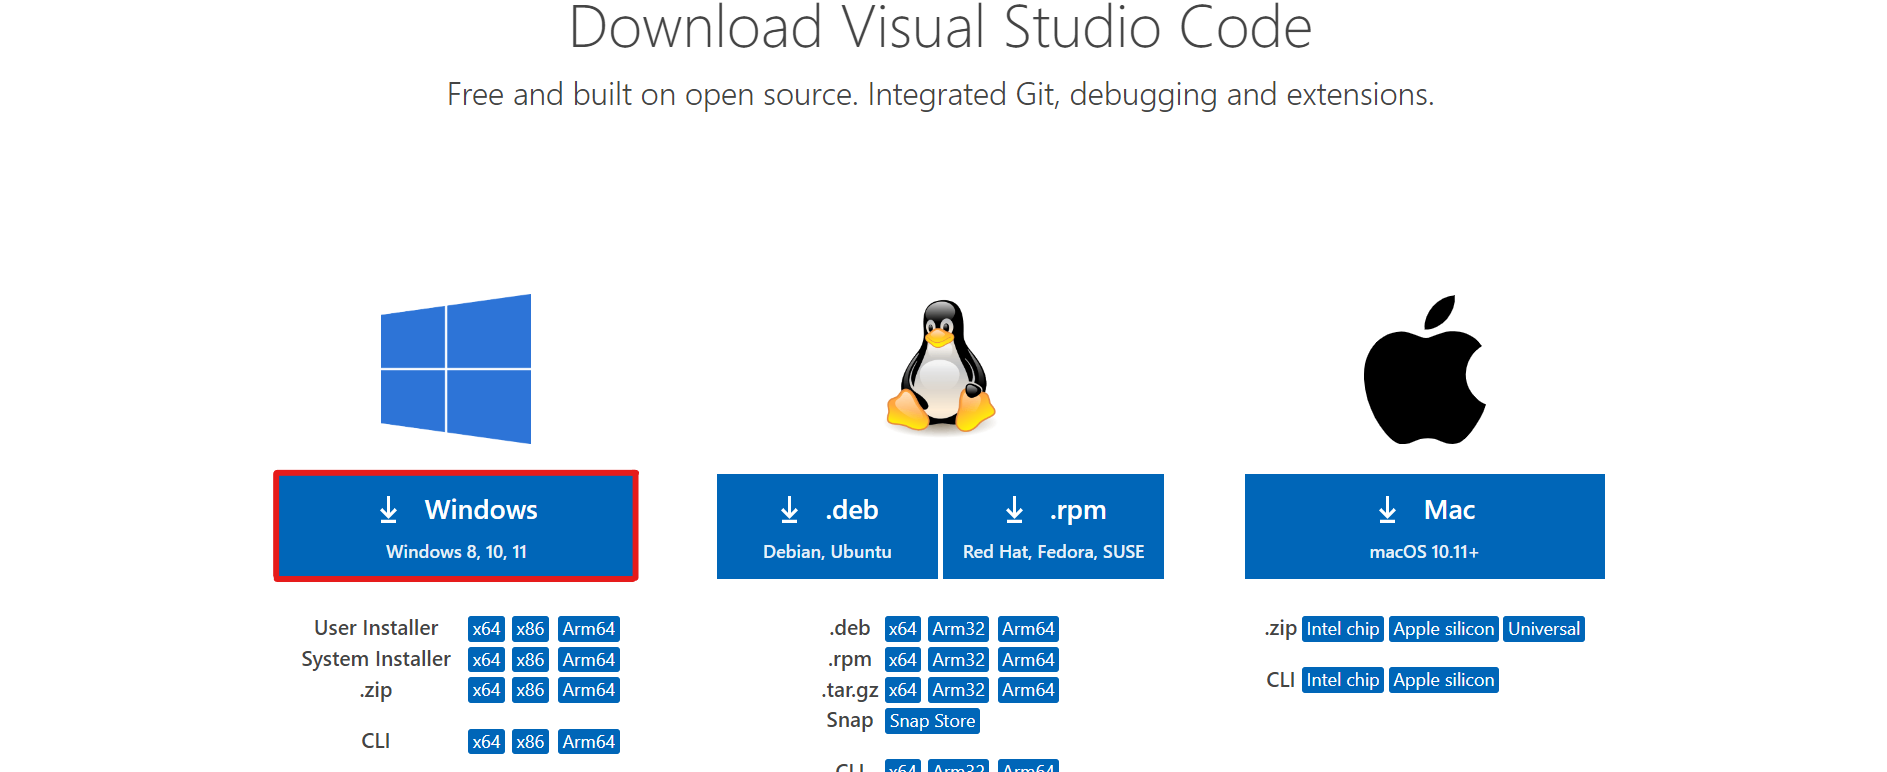 Download Visual Studio Code
Free and built on open source. Integrated Git, debugging and extensions.
Windows
Windows 8, 10, 11
User Installer x64 x86 Arm64
System Installer x64 x86 Arm64
.zip x64 x86 Arm64
CLI x64 x86 Arm64
.deb
Debian, Ubuntu
.rpm
Red Hat, Fedora, SUSE
.deb x64 Arm32 Arm64
.rpm x64 Arm32 Arm64
.tar.gz x64 Arm32 Arm64
Snap Snap Store
CLI x64 Arm32 Arm64
Mac
macOS 10.11+
.zip Intel chip Apple silicon Universal
CLI Intel chip Apple silicon